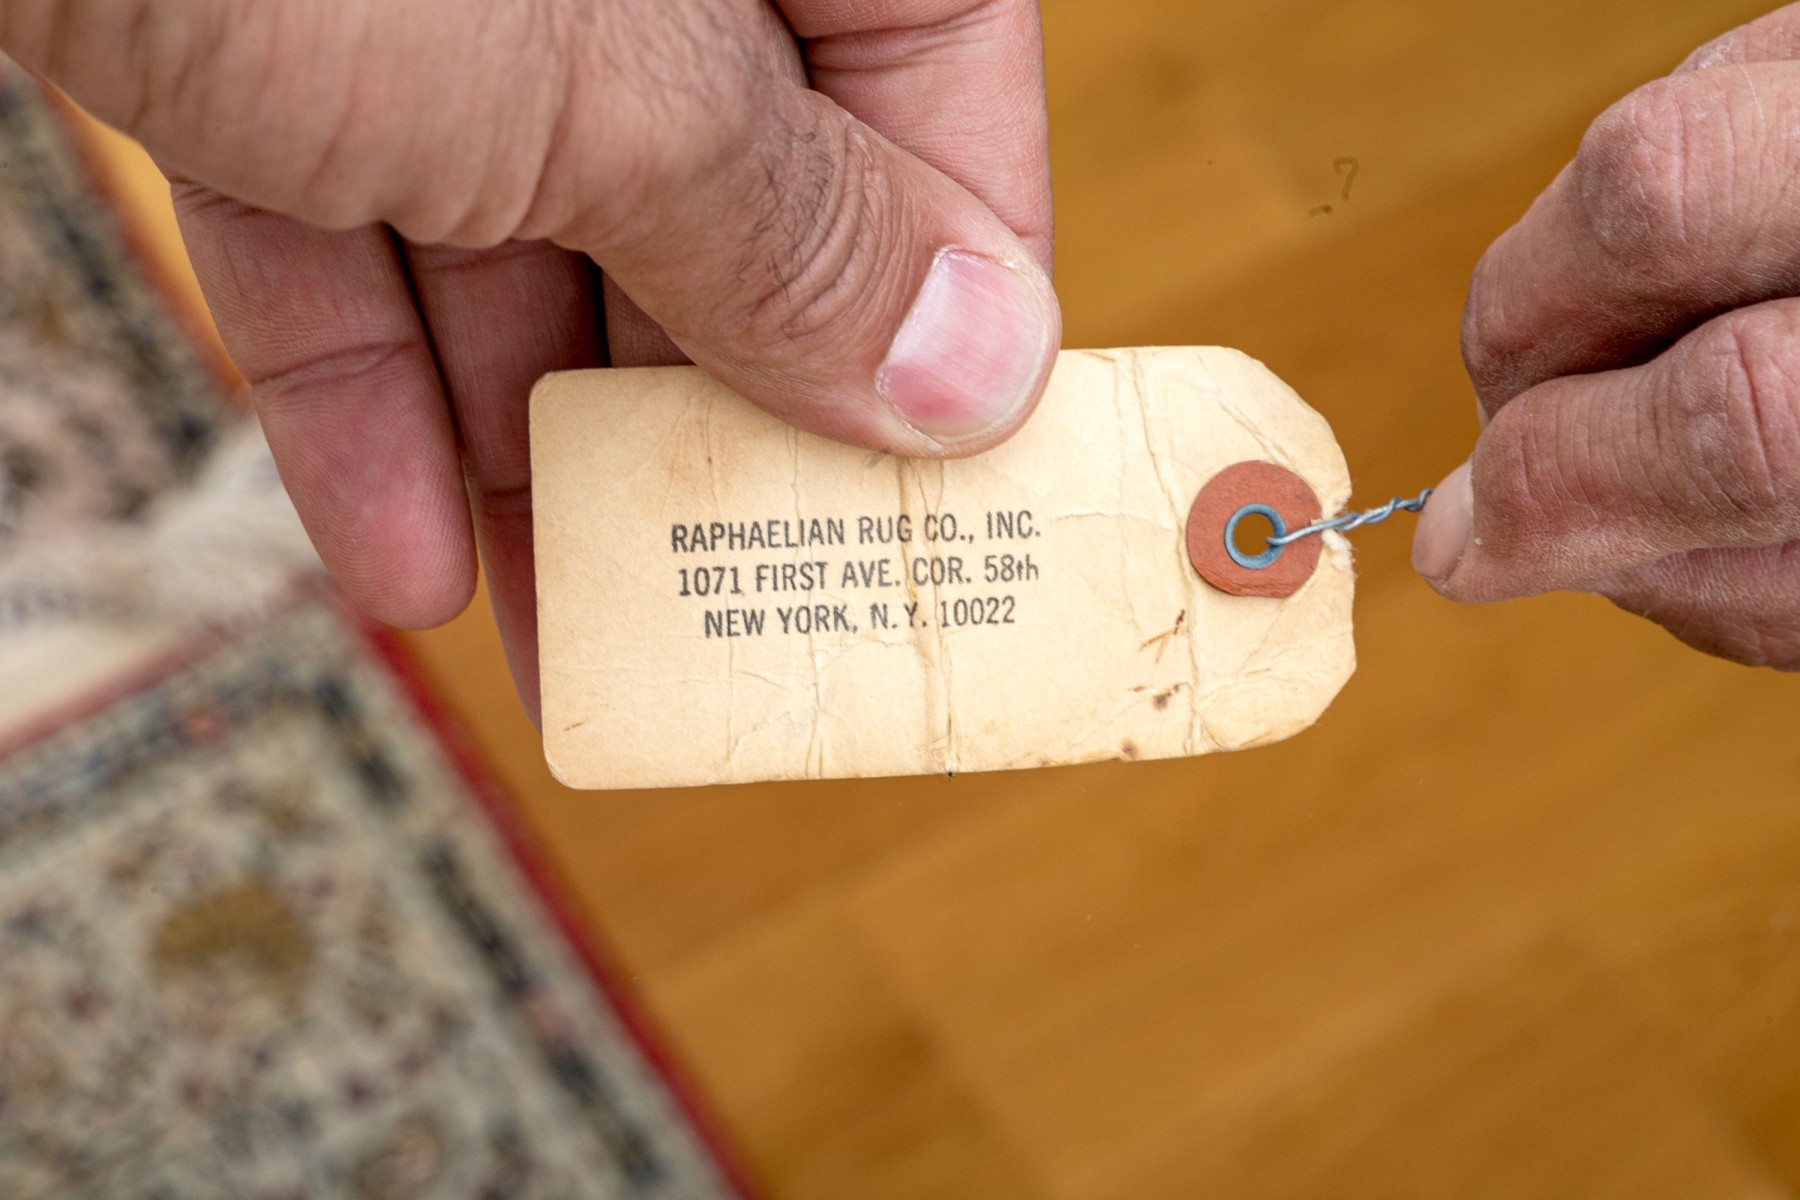 RAPHAELIAN RUG CO., INC.
1071 FIRST AVE. COR. 58th
NEW YORK, N.Y. 10022